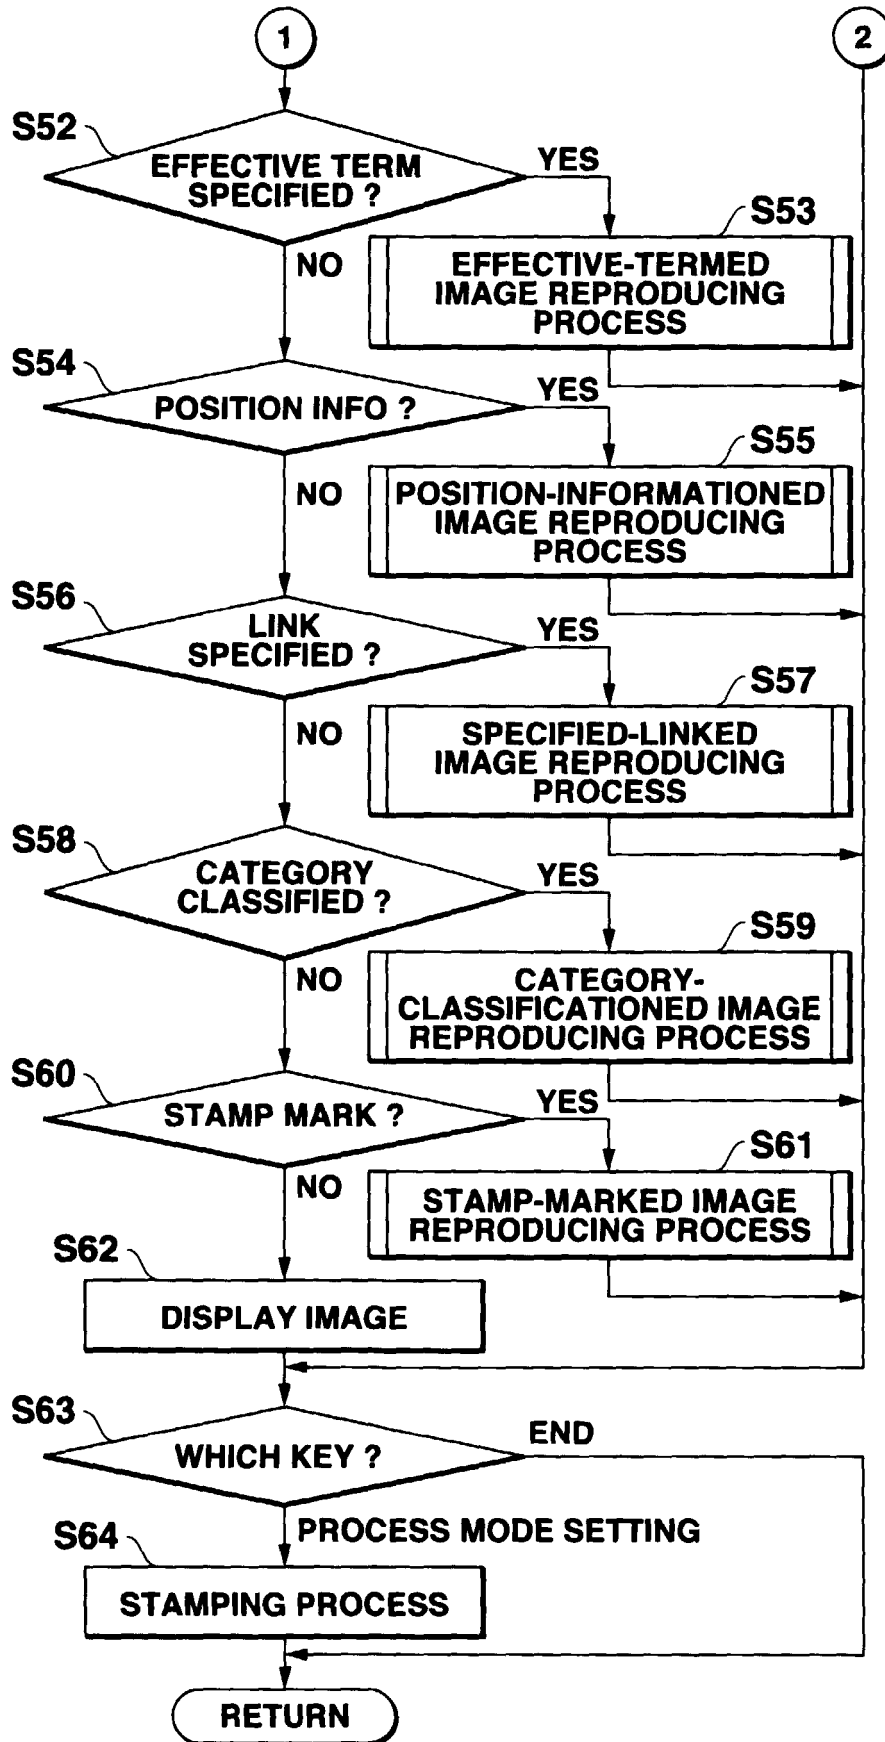 1
2
S52
EFFECTIVE TERM
SPECIFIED ?
YES
NO
S53
EFFECTIVE-TERMED
IMAGE REPRODUCING
PROCESS
S54
POSITION INFO ?
YES
NO
S55
POSITION-INFORMATIONED
IMAGE REPRODUCING
PROCESS
S56
LINK
SPECIFIED ?
YES
NO
S57
SPECIFIED-LINKED
IMAGE REPRODUCING
PROCESS
S58
CATEGORY
CLASSIFIED ?
YES
NO
S59
CATEGORY-
CLASSIFICATIONED IMAGE
REPRODUCING PROCESS
S60
STAMP MARK ?
YES
NO
S61
STAMP-MARKED IMAGE
REPRODUCING PROCESS
S62
DISPLAY IMAGE
S63
WHICH KEY ?
END
PROCESS MODE SETTING
S64
STAMPING PROCESS
RETURN